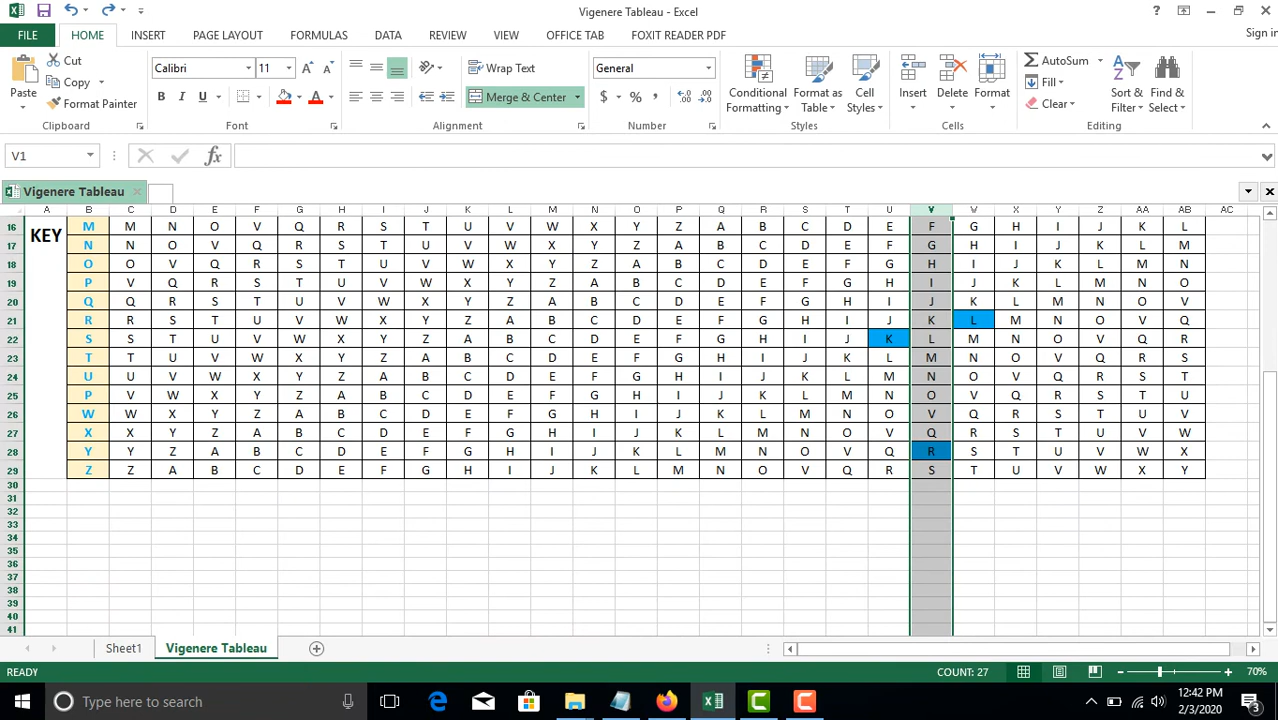 Vigenere Tableau - Excel
?
FILE HOME INSERT PAGE LAYOUT FORMULAS DATA REVIEW VIEW OFFICE TAB FOXIT READER PDF Sign in
Paste Cut Copy Format Painter
Calibri 11 A A B I U A
Wrap Text Merge & Center
General $ % ,
Conditional Formatting Format as Table Cell Styles
Insert Delete Format
AutoSum Fill Clear Sort & Filter Find & Select
Clipboard Font Alignment Number Styles Cells Editing
V1 fx
Vigenere Tableau
A B C D E F G H I J K L M N O P Q R S T U V W X Y Z AA AB AC
KEY
16 M M N O V Q R S T U V W X Y Z A B C D E F G H I J K L
17 N N O V Q R S T U V W X Y Z A B C D E F G H I J K L M
18 O O V Q R S T U V W X Y Z A B C D E F G H I J K L M N
19 P V Q R S T U V W X Y Z A B C D E F G H I J K L M N O
20 Q Q R S T U V W X Y Z A B C D E F G H I J K L M N O V
21 R R S T U V W X Y Z A B C D E F G H I J K L M N O V Q
22 S S T U V W X Y Z A B C D E F G H I J K L M N O V Q R
23 T T U V W X Y Z A B C D E F G H I J K L M N O V Q R S
24 U U V W X Y Z A B C D E F G H I J K L M N O V Q R S T
25 P V W X Y Z A B C D E F G H I J K L M N O V Q R S T U
26 W W X Y Z A B C D E F G H I J K L M N O V Q R S T U V
27 X X Y Z A B C D E F G H I J K L M N O V Q R S T U V W
28 Y Y Z A B C D E F G H I J K L M N O V Q R S T U V W X
29 Z Z A B C D E F G H I J K L M N O V Q R S T U V W X Y
30
31
32
33
34
35
36
37
38
39
40
41
Sheet1 Vigenere Tableau
READY COUNT: 27 70%
Type here to search
12:42 PM
2/3/2020
3